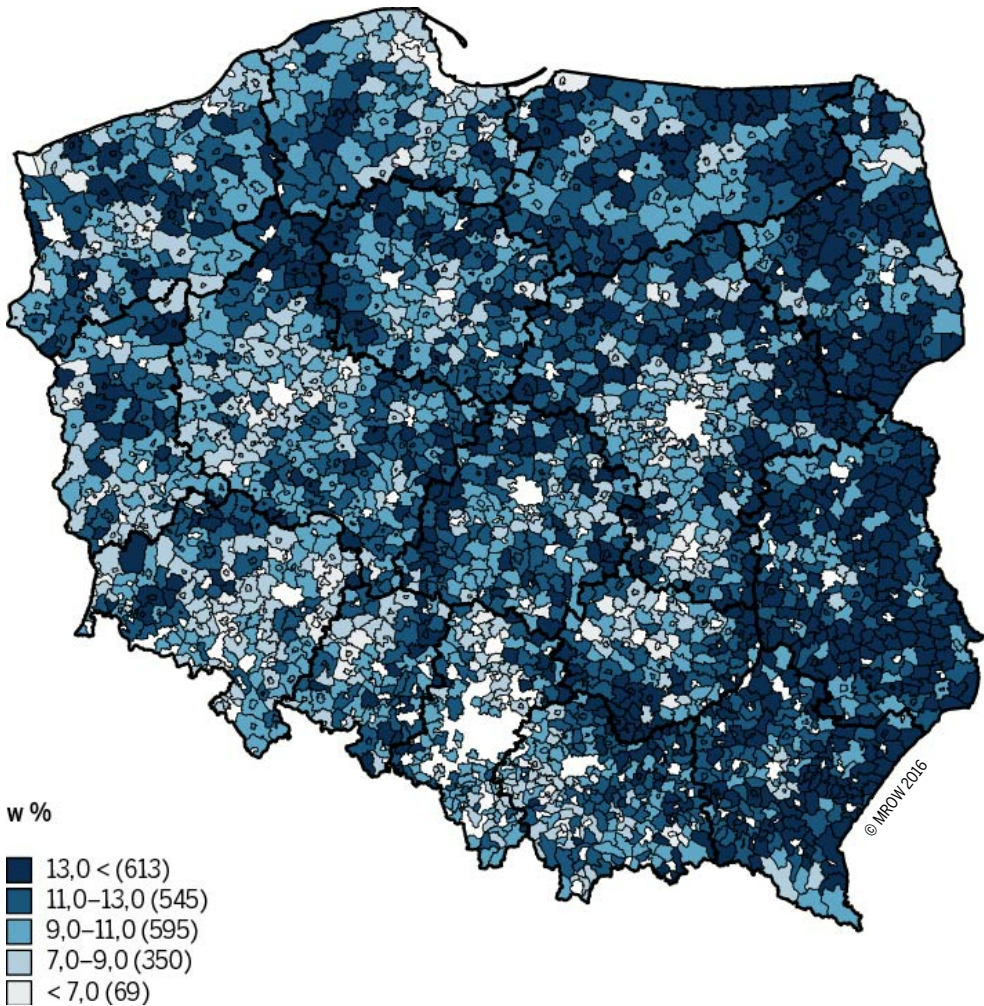 © MROW 2016
w %
13,0 < (613)
11,0–13,0 (545)
9,0–11,0 (595)
7,0–9,0 (350)
< 7,0 (69)